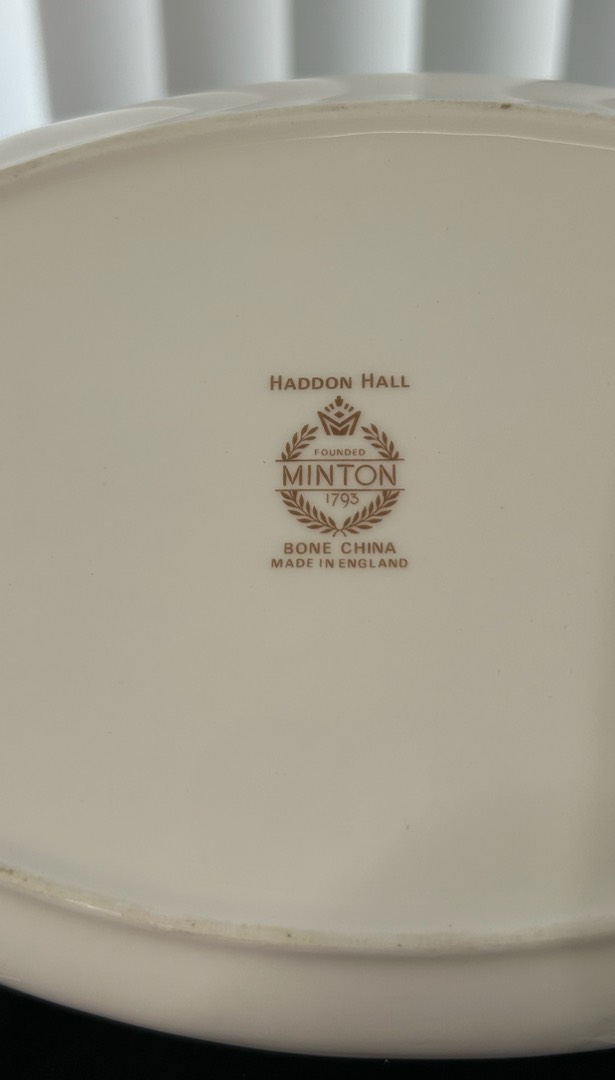 HADDON HALL
FOUNDED
MINTON
1793
BONE CHINA
MADE IN ENGLAND